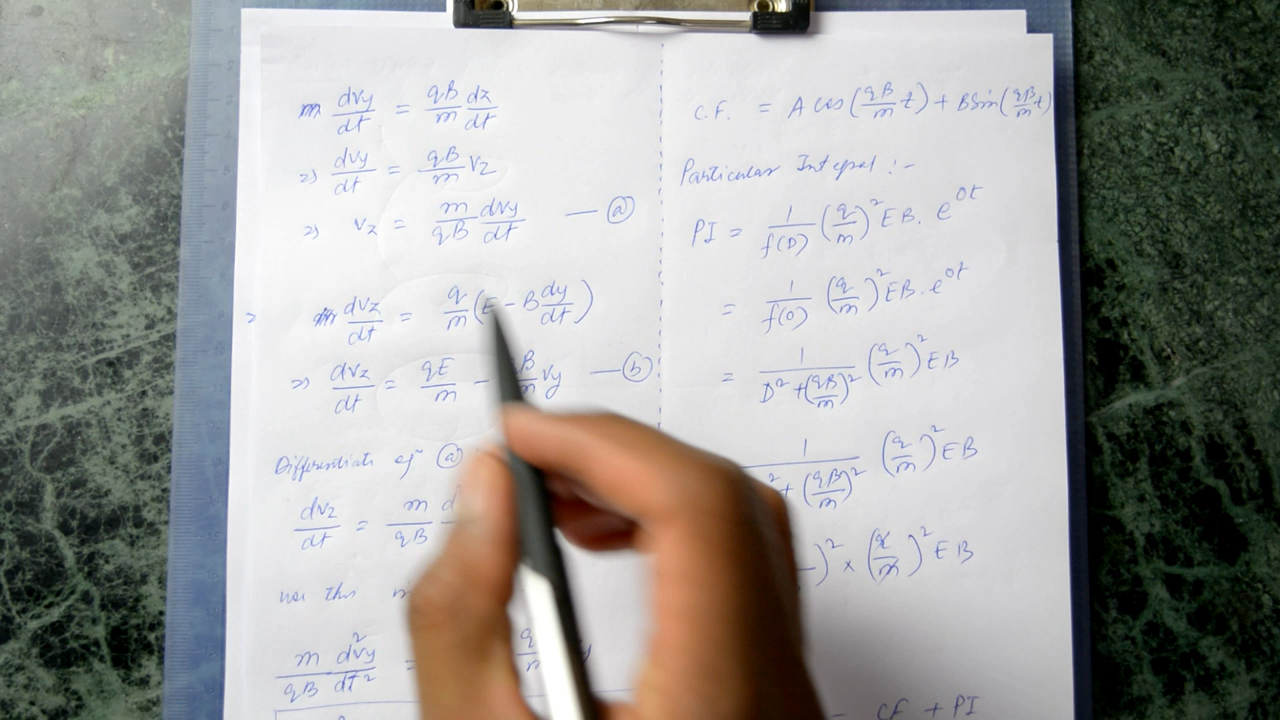 m dvy/dt = qB/m dz/dt
=> dvy/dt = qB/m vz
=> vz = m/qB dvy/dt — (a)
m dvz/dt = q/m (E - B dy/dt)
=> dvz/dt = qE/m - B/m vy — (b)
Differentiate eqn (a)
dvz/dt = m/qB d
use this
m/qB d²vy/dt² = q
C.F. = A cos(qB/m t) + B Sin(qB/m t)
Particular Integral :-
PI = 1/f(D) (q/m)² EB. e^0t
= 1/f(0) (q/m)² EB. e^0t
= 1/(D² + (qB/m)²) (q/m)² EB
1/(² + (qB/m)²) (q/m)² EB
)² × (q/m)² EB
= CF + PI